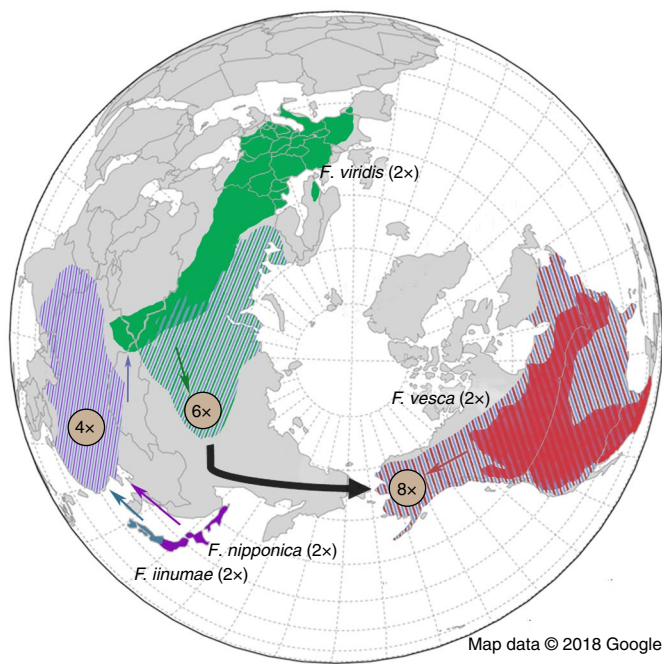 F. viridis (2×)
F. vesca (2×)
6×
4×
8×
F. nipponica (2×)
F. iinumae (2×)
Map data © 2018 Google